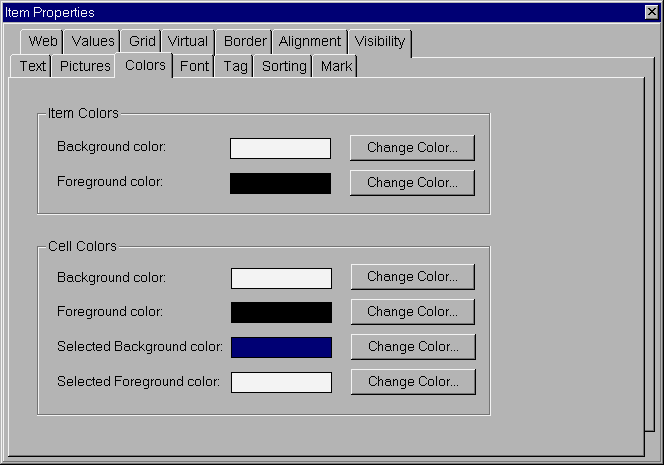 Item Properties
Web Values Grid Virtual Border Alignment Visibility
Text Pictures Colors Font Tag Sorting Mark
Item Colors
Background color: Change Color...
Foreground color: Change Color...
Cell Colors
Background color: Change Color...
Foreground color: Change Color...
Selected Background color: Change Color...
Selected Foreground color: Change Color...